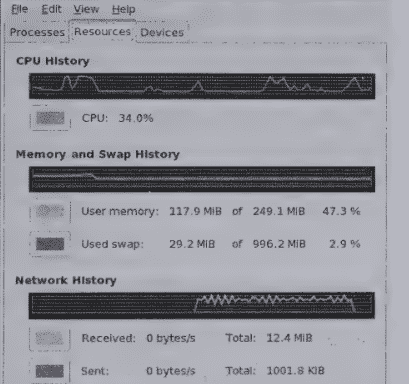 File Edit View Help
Processes Resources Devices
CPU History
CPU: 34.0%
Memory and Swap History
User memory: 117.9 MiB of 249.1 MiB 47.3 %
Used swap: 29.2 MiB of 996.2 MiB 2.9 %
Network History
Received: 0 bytes/s Total: 12.4 MiB
Sent: 0 bytes/s Total: 1001.8 KiB